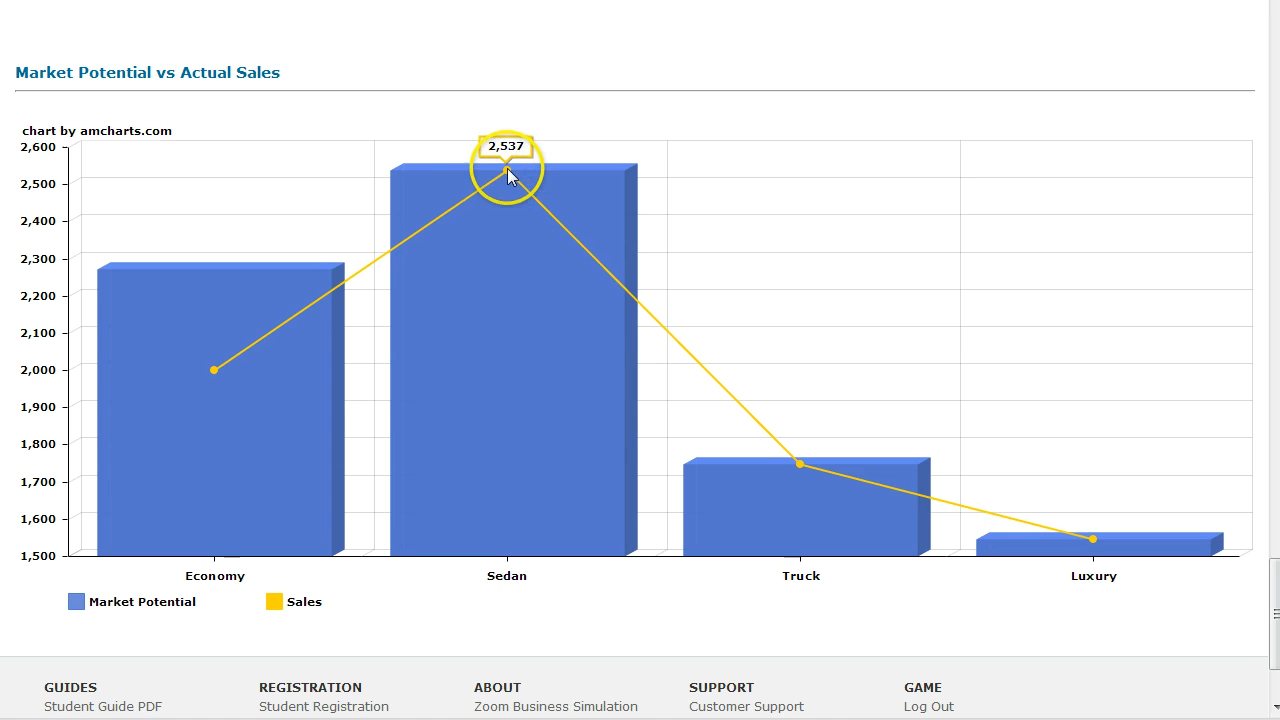 Market Potential vs Actual Sales
chart by amcharts.com
2,537
2,600
2,500
2,400
2,300
2,200
2,100
2,000
1,900
1,800
1,700
1,600
1,500
Economy Sedan Truck Luxury
Market Potential Sales
GUIDES REGISTRATION ABOUT SUPPORT GAME
Student Guide PDF Student Registration Zoom Business Simulation Customer Support Log Out